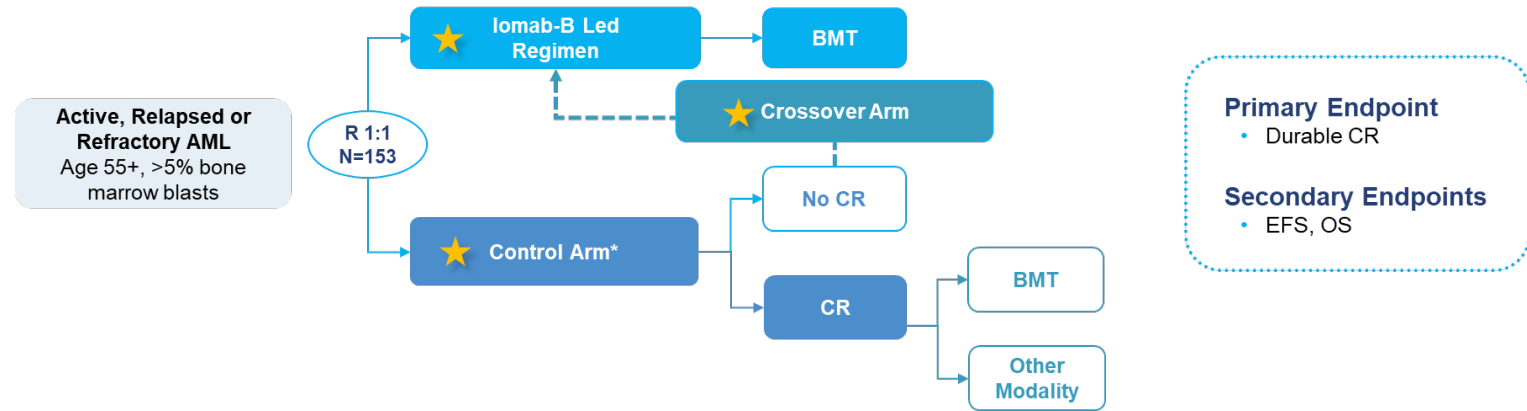 Active, Relapsed or
Refractory AML
Age 55+, >5% bone
marrow blasts
R 1:1
N=153
Iomab-B Led
Regimen
BMT
Crossover Arm
No CR
Control Arm*
CR
BMT
Other
Modality
Primary Endpoint
• Durable CR
Secondary Endpoints
• EFS, OS